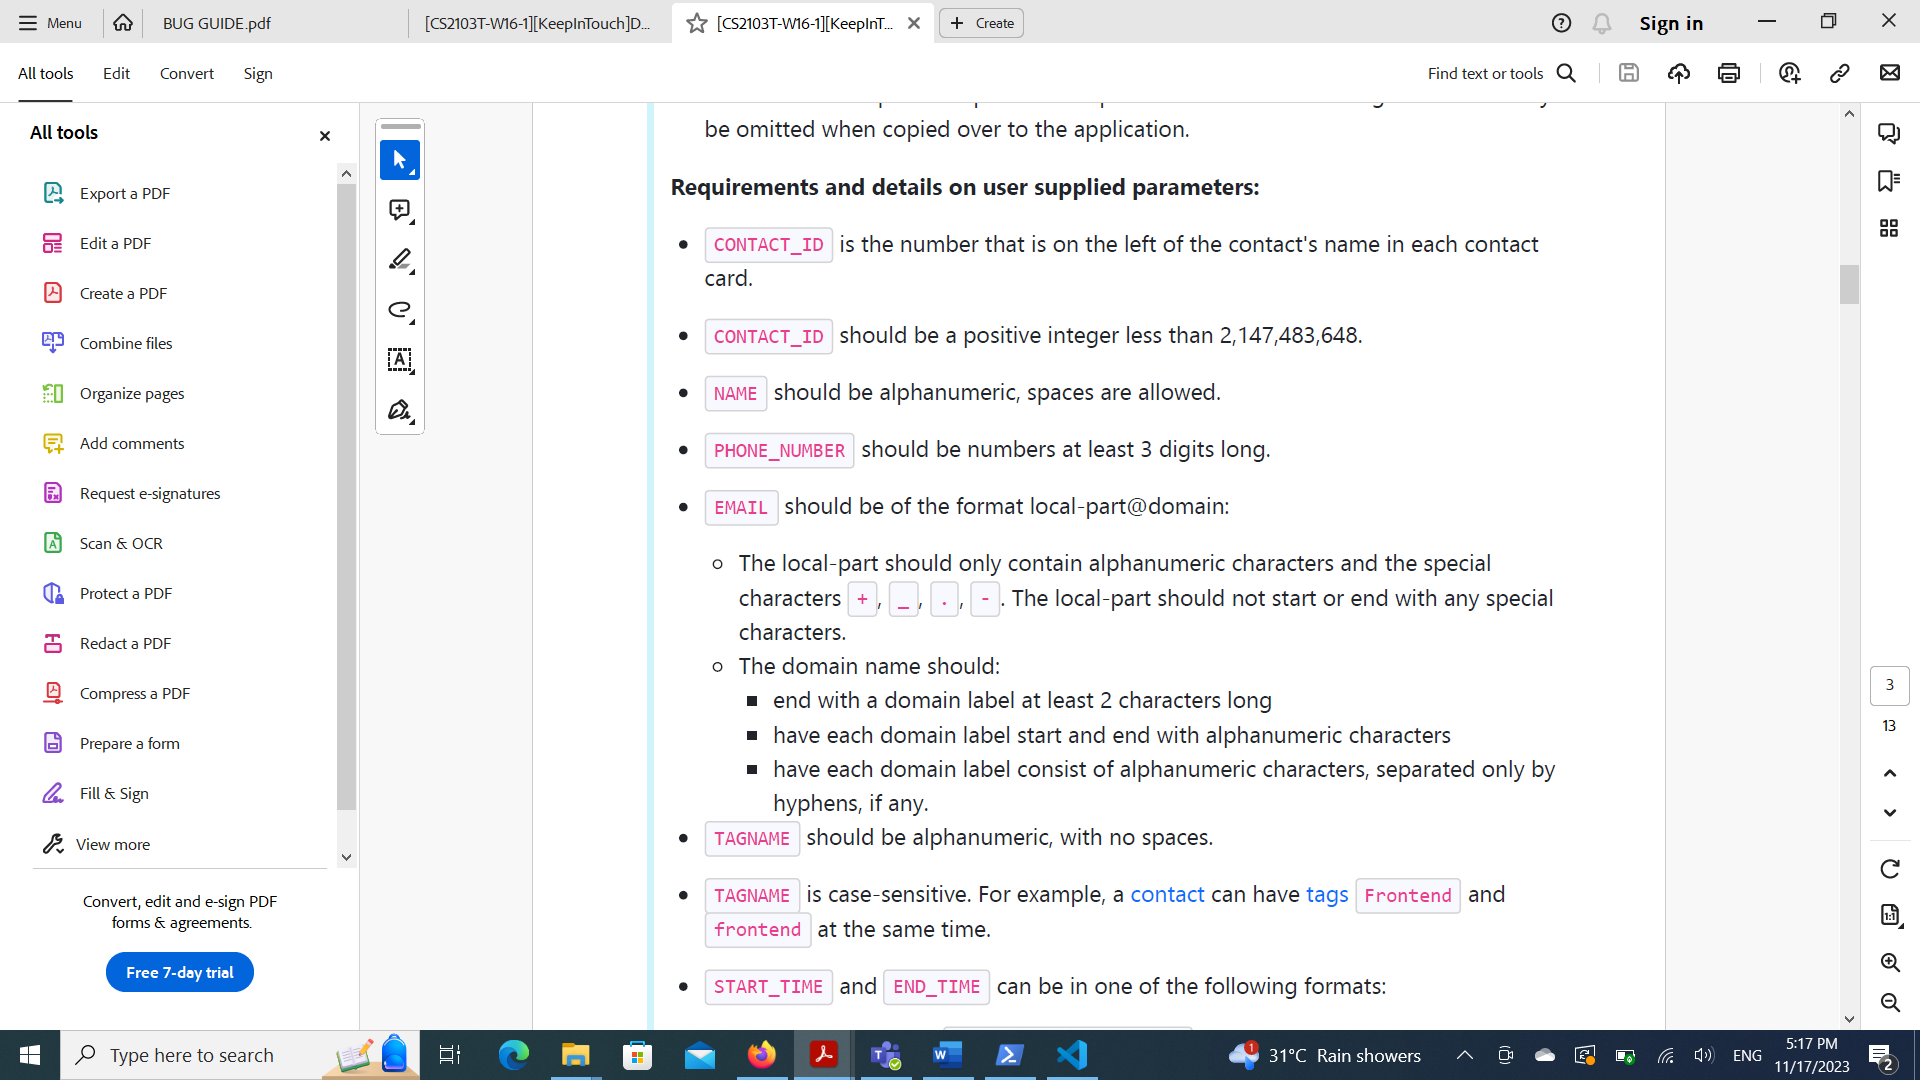 Menu
BUG GUIDE.pdf
[CS2103T-W16-1][KeepInTouch]D...
[CS2103T-W16-1][KeepInT...
Create
Sign in
All tools
Edit
Convert
Sign
Find text or tools
All tools
Export a PDF
Edit a PDF
Create a PDF
Combine files
Organize pages
Add comments
Request e-signatures
Scan & OCR
Protect a PDF
Redact a PDF
Compress a PDF
Prepare a form
Fill & Sign
View more
Convert, edit and e-sign PDF
forms & agreements.
Free 7-day trial
be omitted when copied over to the application.
Requirements and details on user supplied parameters:
CONTACT_ID is the number that is on the left of the contact's name in each contact
card.
CONTACT_ID should be a positive integer less than 2,147,483,648.
NAME should be alphanumeric, spaces are allowed.
PHONE_NUMBER should be numbers at least 3 digits long.
EMAIL should be of the format local-part@domain:
The local-part should only contain alphanumeric characters and the special
characters +, _, ., -. The local-part should not start or end with any special
characters.
The domain name should:
end with a domain label at least 2 characters long
have each domain label start and end with alphanumeric characters
have each domain label consist of alphanumeric characters, separated only by
hyphens, if any.
TAGNAME should be alphanumeric, with no spaces.
TAGNAME is case-sensitive. For example, a contact can have tags Frontend and
frontend at the same time.
START_TIME and END_TIME can be in one of the following formats:
3
13
1:1
Type here to search
1
31°C Rain showers
ENG
5:17 PM
11/17/2023
2